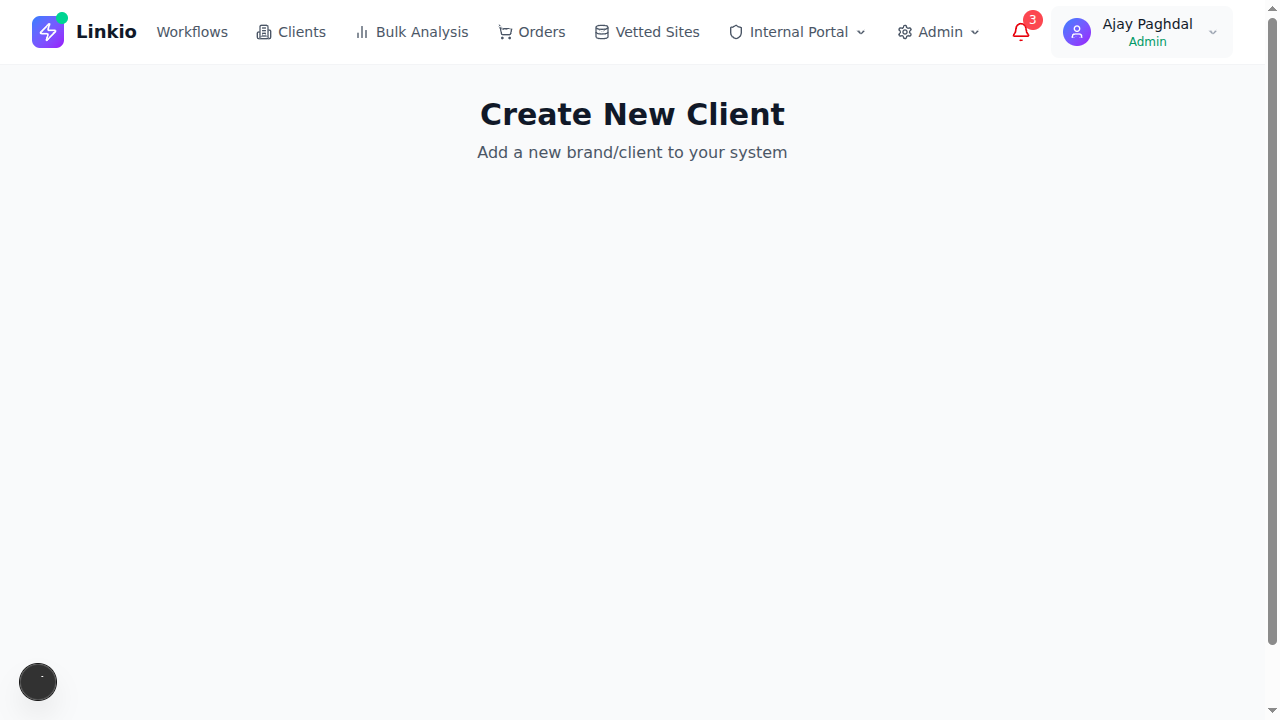 Linkio
Workflows
Clients
Bulk Analysis
Orders
Vetted Sites
Internal Portal
Admin
3
Ajay Paghdal
Admin
Create New Client
Add a new brand/client to your system